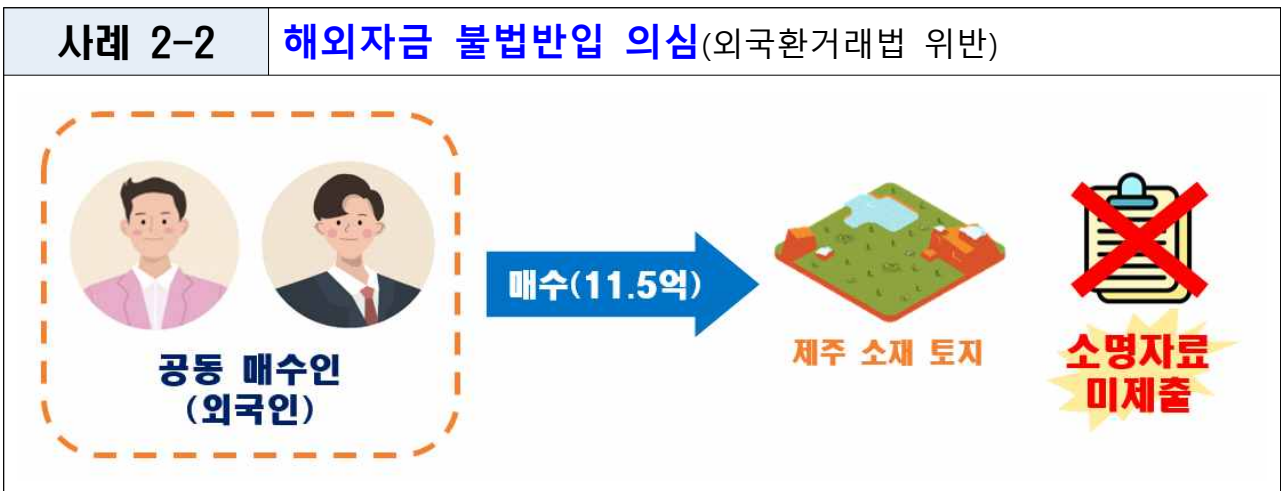 사례 2-2
해외자금 불법반입 의심(외국환거래법 위반)
공동 매수인
(외국인)
매수(11.5억)
제주 소재 토지
소명자료
미제출